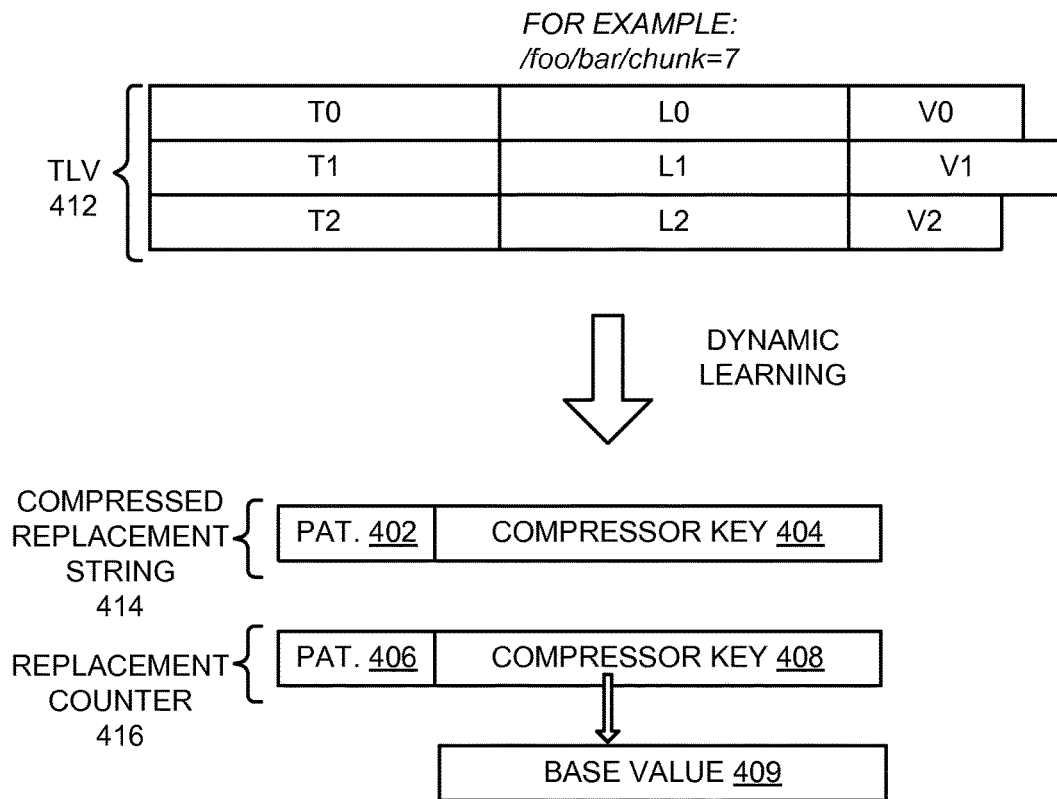 FOR EXAMPLE:
/foo/bar/chunk=7
T0 L0 V0
TLV
412
T1 L1 V1
T2 L2 V2
DYNAMIC
LEARNING
COMPRESSED
REPLACEMENT
STRING
414
PAT. 402 COMPRESSOR KEY 404
REPLACEMENT
COUNTER
416
PAT. 406 COMPRESSOR KEY 408
BASE VALUE 409